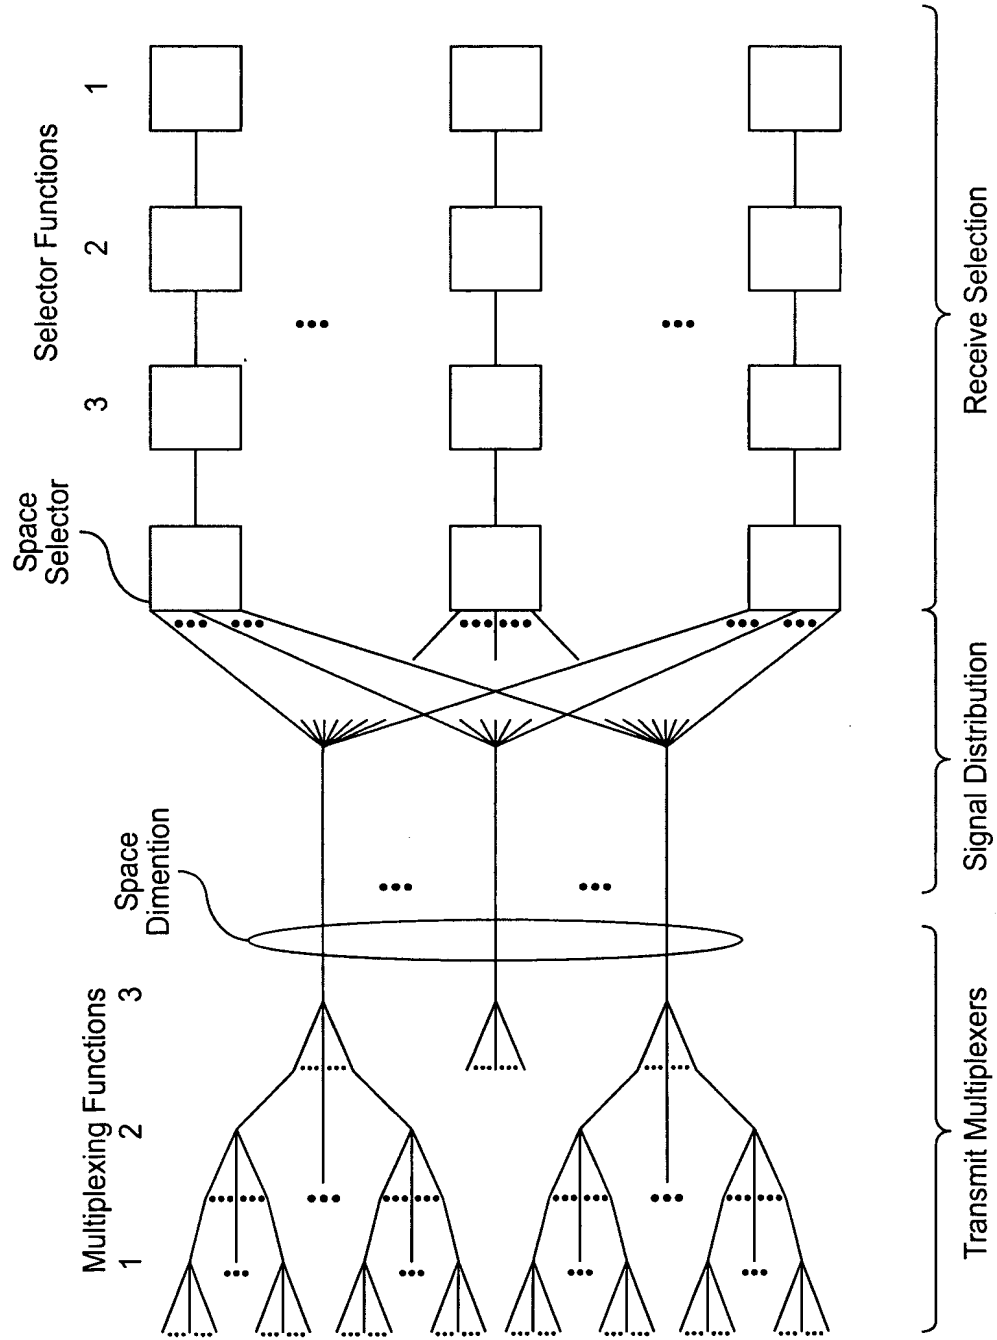 Multiplexing Functions
1
2
3
Space
Dimention
Space
Selector
Selector Functions
3
2
1
Transmit Multiplexers
Signal Distribution
Receive Selection